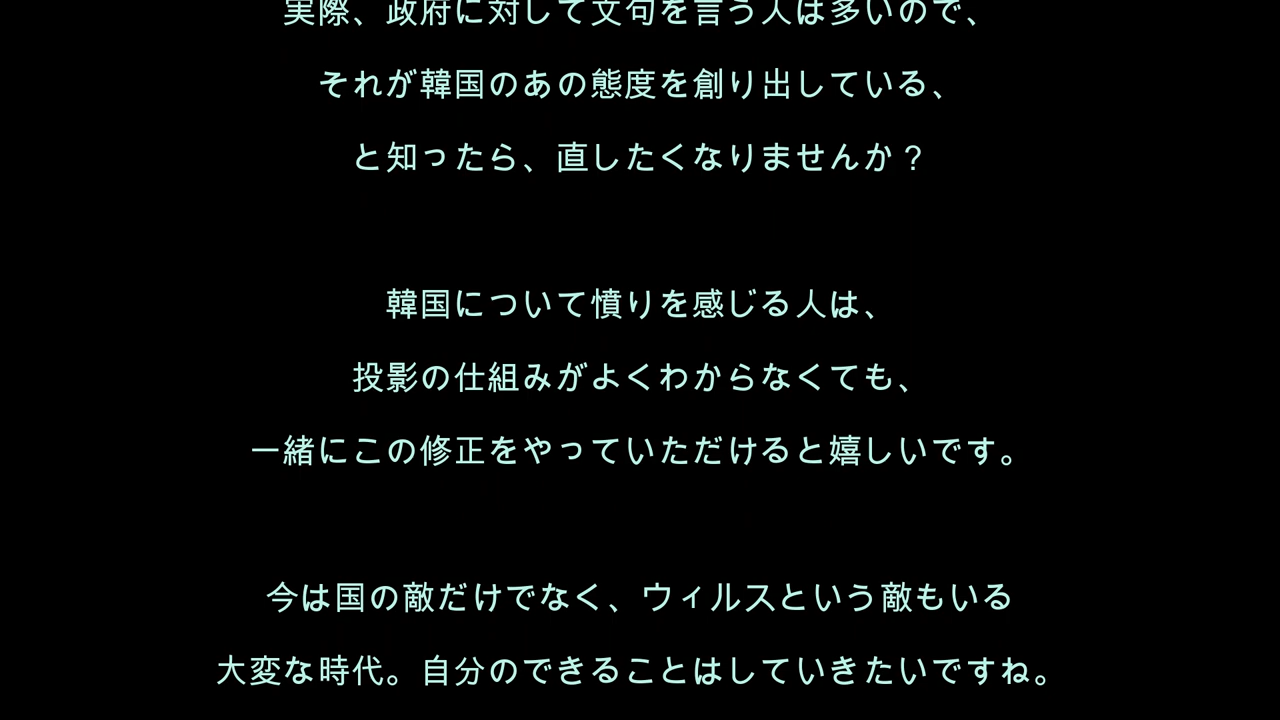 実際、政府に対して文句を言う人は多いので、
それが韓国のあの態度を創り出している、
と知ったら、直したくなりませんか？
韓国について憤りを感じる人は、
投影の仕組みがよくわからなくても、
一緒にこの修正をやっていただけると嬉しいです。
今は国の敵だけでなく、ウィルスという敵もいる
大変な時代。自分のできることはしていきたいですね。